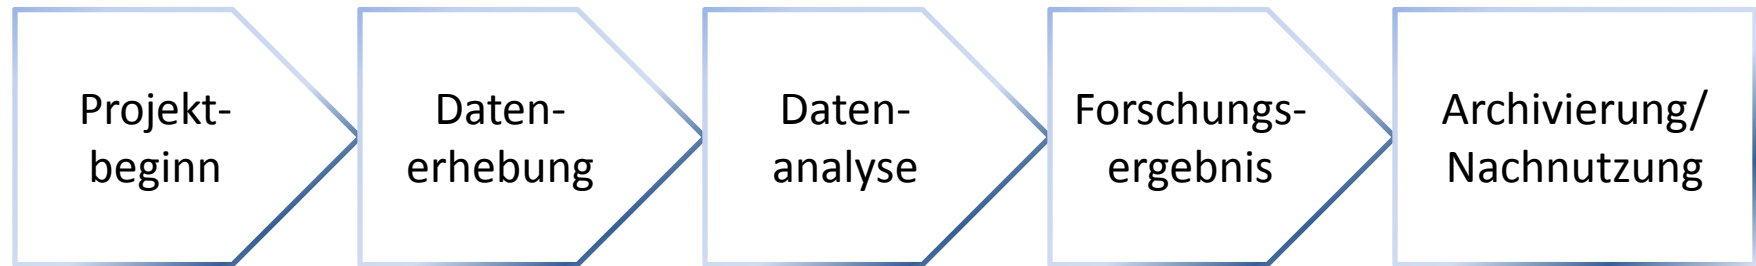 Projekt-
beginn
Daten-
erhebung
Daten-
analyse
Forschungs-
ergebnis
Archivierung/
Nachnutzung